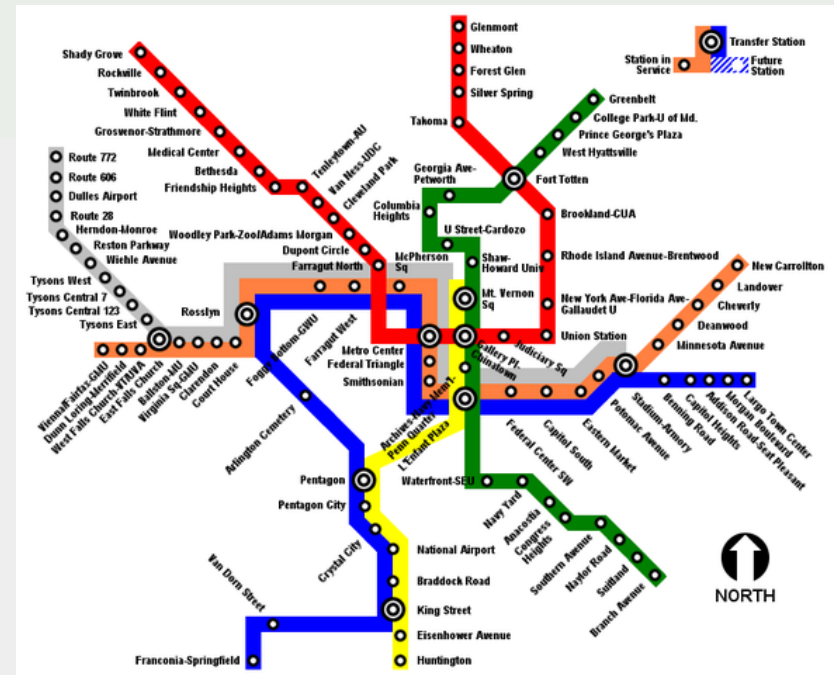 Glenmont
Wheaton
Forest Glen
Silver Spring
Takoma
Transfer Station
Station in
Service
Future
Station
Shady Grove
Rockville
Twinbrook
White Flint
Grosvenor-Strathmore
Medical Center
Bethesda
Friendship Heights
Tenleytown-AU
Van Ness-UDC
Cleveland Park
Woodley Park-Zoo/Adams Morgan
Dupont Circle
Farragut North
Greenbelt
College Park-U of Md.
Prince George's Plaza
West Hyattsville
Fort Totten
Georgia Ave-
Petworth
Columbia
Heights
U Street-Cardozo
Shaw-
Howard Univ
Mt. Vernon
Sq
McPherson
Sq
Brookland-CUA
Rhode Island Avenue-Brentwood
New York Ave-Florida Ave-
Gallaudet U
Union Station
Judiciary Sq
Gallery Pl-
Chinatown
Route 772
Route 606
Dulles Airport
Route 28
Herndon-Monroe
Reston Parkway
Wiehle Avenue
Tysons West
Tysons Central 7
Tysons Central 123
Tysons East
Rosslyn
Vienna/Fairfax-GMU
Dunn Loring-Merrifield
West Falls Church-VT/UVA
East Falls Church
Ballston-MU
Virginia Sq-GMU
Clarendon
Court House
Foggy Bottom-GWU
Farragut West
Metro Center
Federal Triangle
Smithsonian
Archives-Navy Mem'l-
Penn Quarter
L'Enfant Plaza
New Carrollton
Landover
Cheverly
Deanwood
Minnesota Avenue
Federal Center SW
Capitol South
Eastern Market
Potomac Avenue
Stadium-Armory
Benning Road
Capitol Heights
Addison Road-Seat Pleasant
Morgan Boulevard
Largo Town Center
Arlington Cemetery
Pentagon
Pentagon City
Crystal City
National Airport
Braddock Road
King Street
Eisenhower Avenue
Huntington
Van Dorn Street
Franconia-Springfield
Waterfront-SEU
Navy Yard
Anacostia
Congress
Heights
Southern Avenue
Naylor Road
Suitland
Branch Avenue
NORTH